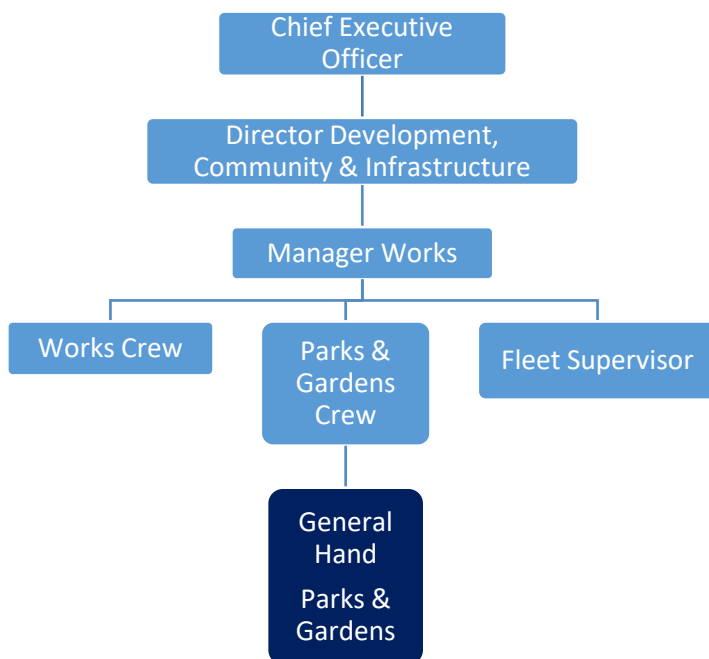 Chief Executive
Officer
Director Development,
Community & Infrastructure
Manager Works
Works Crew
Parks &
Gardens
Crew
Fleet Supervisor
General
Hand
Parks &
Gardens